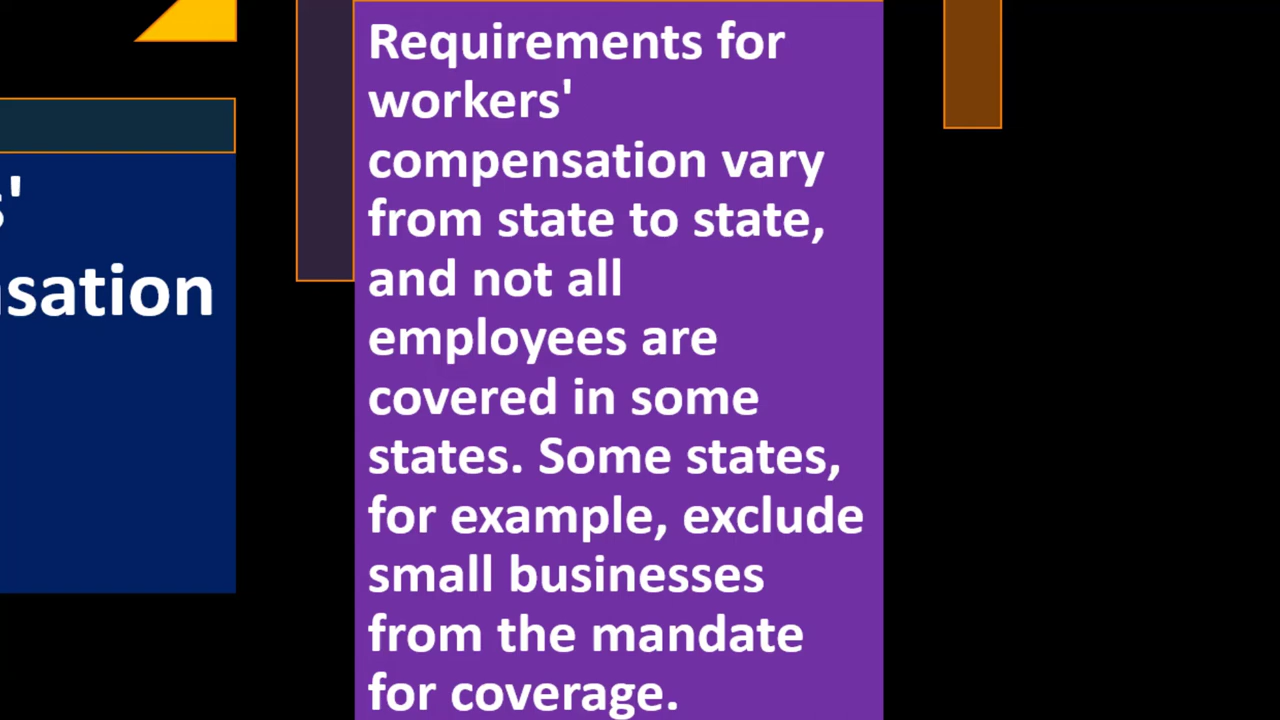 s'
nsation
Requirements for
workers'
compensation vary
from state to state,
and not all
employees are
covered in some
states. Some states,
for example, exclude
small businesses
from the mandate
for coverage.